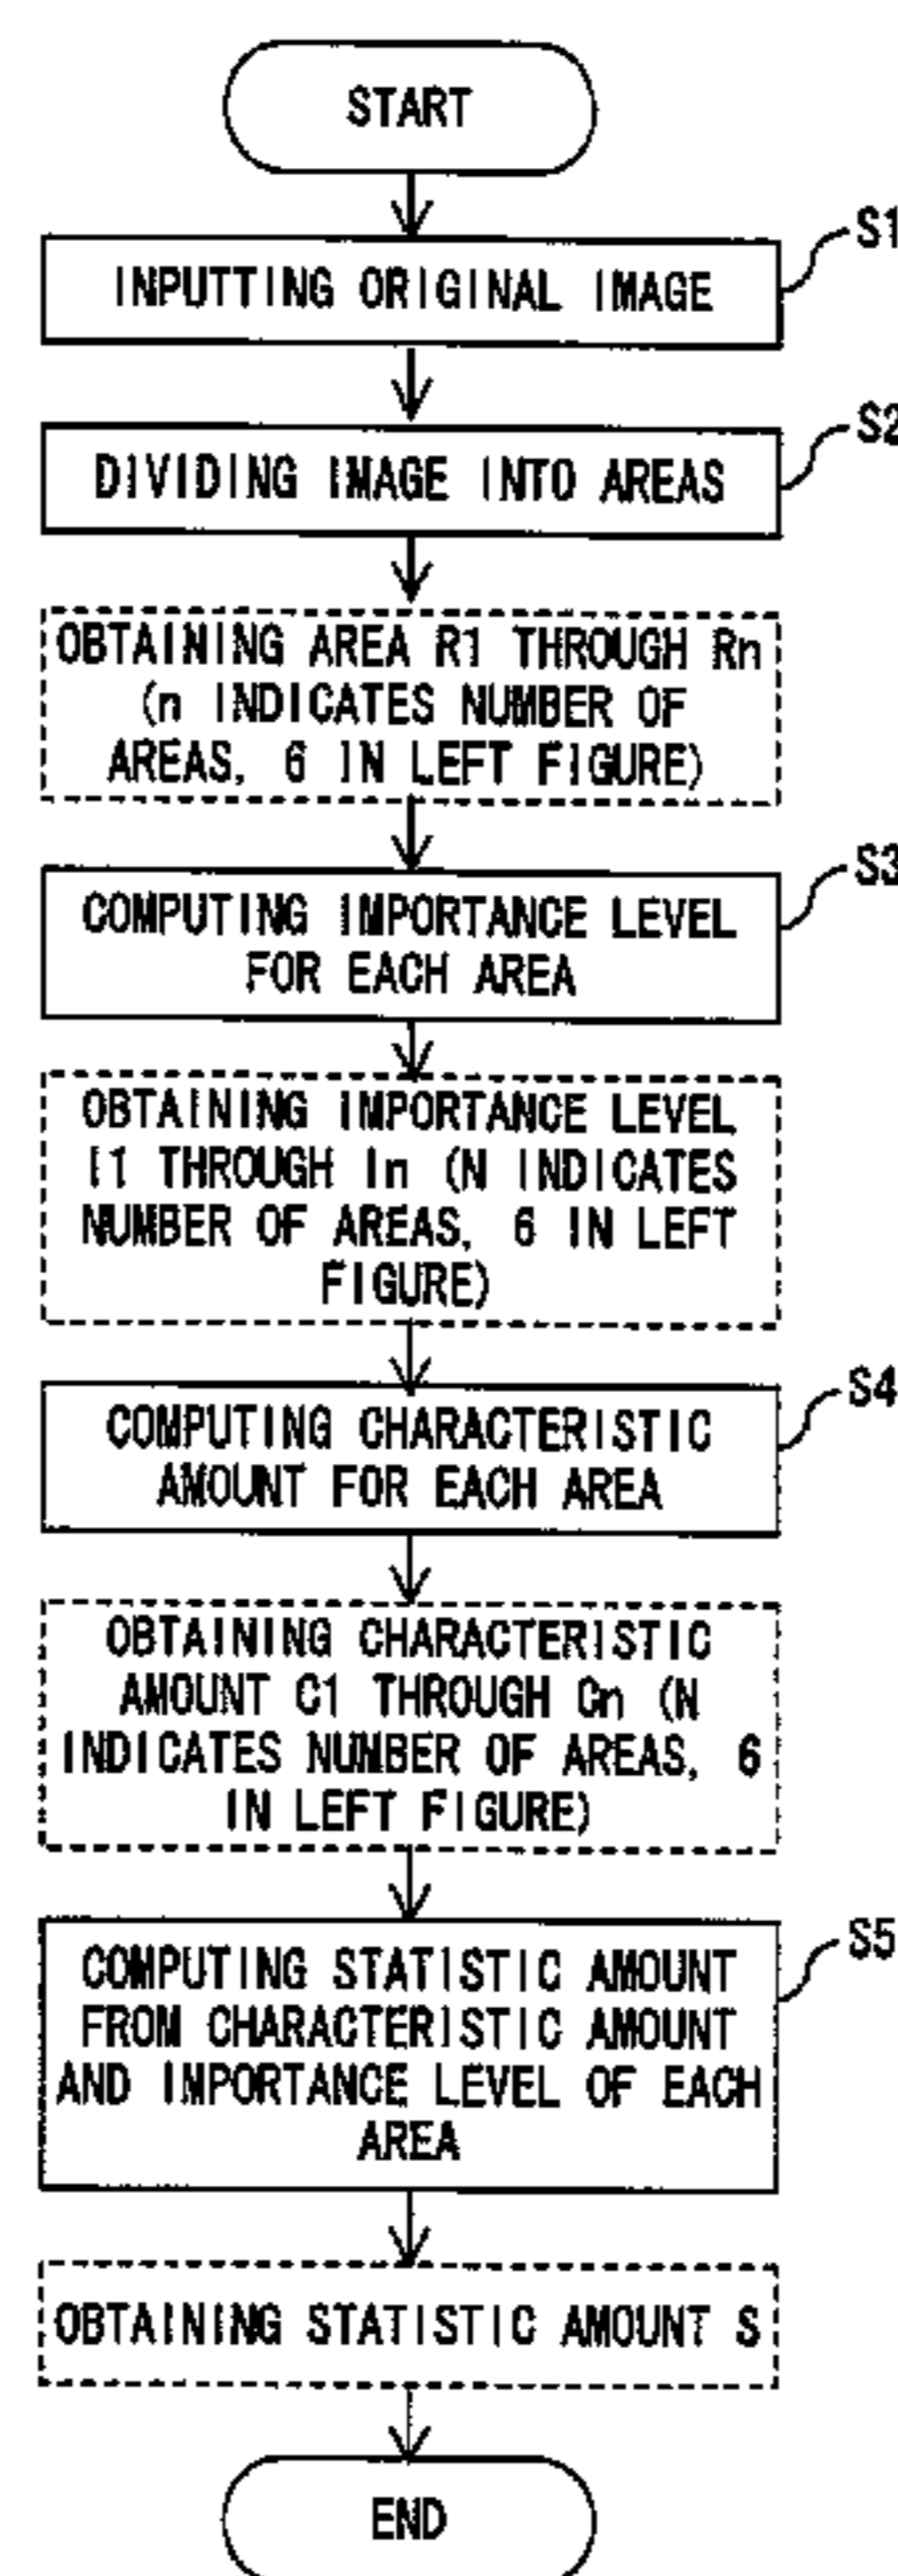 START
INPUTTING ORIGINAL IMAGE
S1
DIVIDING IMAGE INTO AREAS
S2
OBTAINING AREA R1 THROUGH Rn
(n INDICATES NUMBER OF
AREAS, 6 IN LEFT FIGURE)
COMPUTING IMPORTANCE LEVEL
FOR EACH AREA
S3
OBTAINING IMPORTANCE LEVEL
I1 THROUGH In (N INDICATES
NUMBER OF AREAS, 6 IN LEFT
FIGURE)
COMPUTING CHARACTERISTIC
AMOUNT FOR EACH AREA
S4
OBTAINING CHARACTERISTIC
AMOUNT C1 THROUGH Cn (N
INDICATES NUMBER OF AREAS, 6
IN LEFT FIGURE)
COMPUTING STATISTIC AMOUNT
FROM CHARACTERISTIC AMOUNT
AND IMPORTANCE LEVEL OF EACH
AREA
S5
OBTAINING STATISTIC AMOUNT S
END